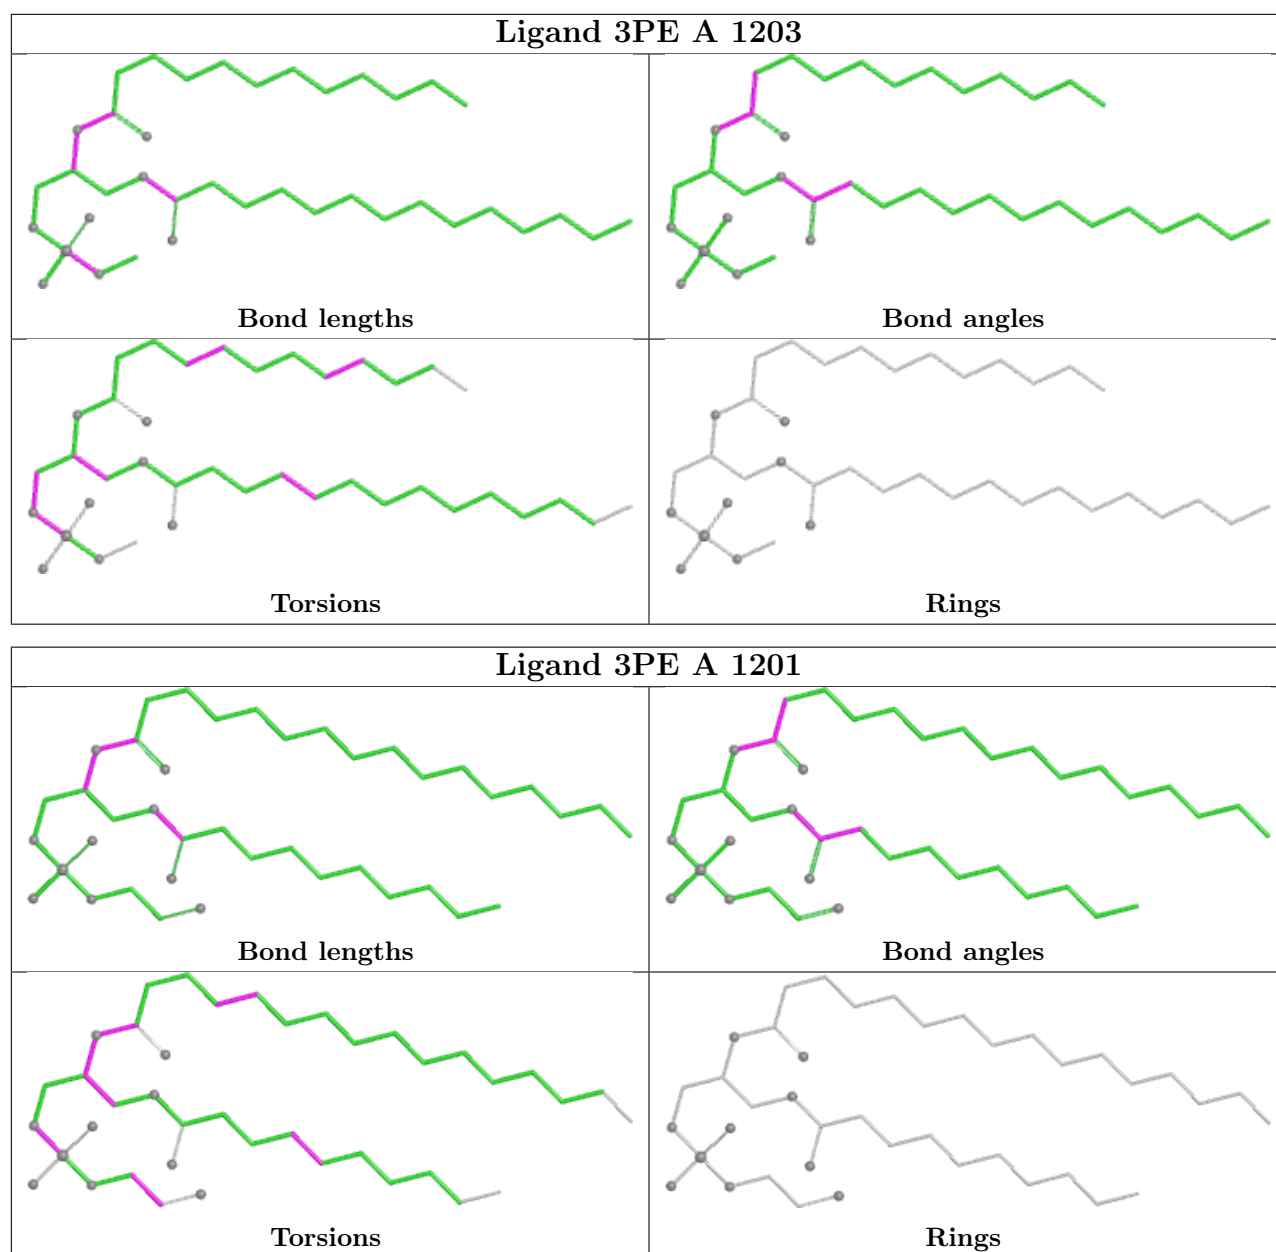 Ligand 3PE A 1203
Bond lengths
Bond angles
Torsions
Rings
Ligand 3PE A 1201
Bond lengths
Bond angles
Torsions
Rings